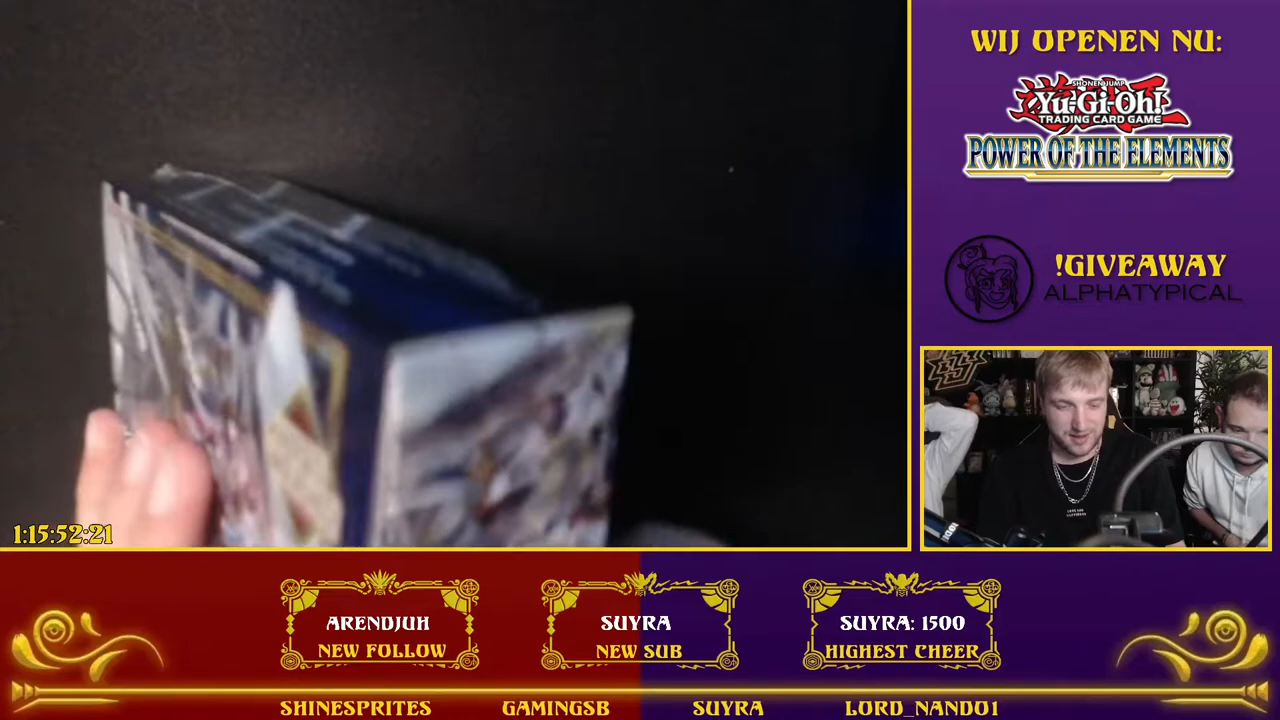 WIJ OPENEN NU:
SHONEN JUMP
Yu-Gi-Oh!
TRADING CARD GAME
POWER OF THE ELEMENTS
!GIVEAWAY
ALPHATYPICAL
1:15:52:21
ARENDJUH
NEW FOLLOW
SUYRA
NEW SUB
SUYRA: 1500
HIGHEST CHEER
SHINESPRITES GAMINGSB SUYRA LORD_NANDO1